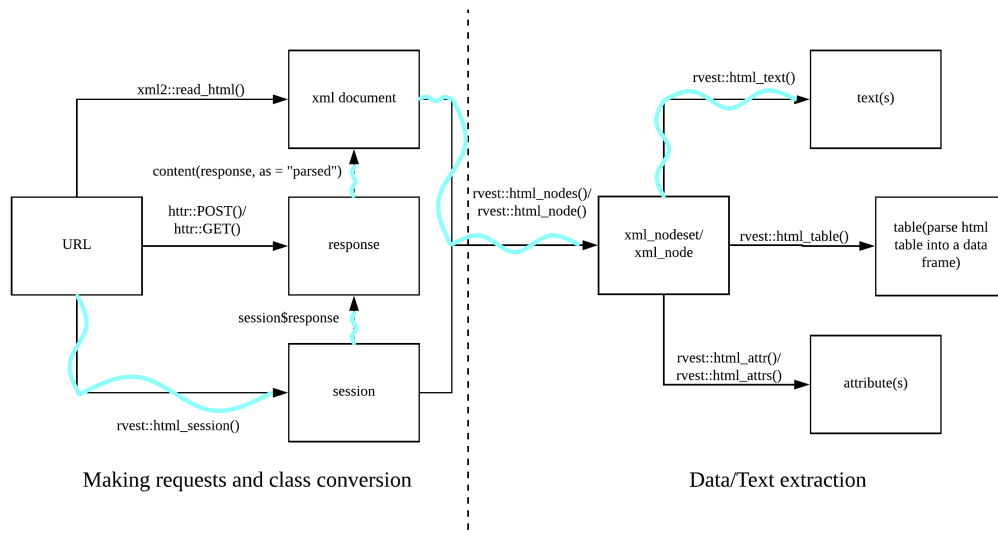 xml2::read_html()
xml document
content(response, as = "parsed")
httr::POST()/
httr::GET()
URL
response
session$response
session
rvest::html_session()
Making requests and class conversion
rvest::html_nodes()/
rvest::html_node()
rvest::html_text()
text(s)
xml_nodeset/
xml_node
rvest::html_table()
table(parse html
table into a data
frame)
rvest::html_attr()/
rvest::html_attrs()
attribute(s)
Data/Text extraction